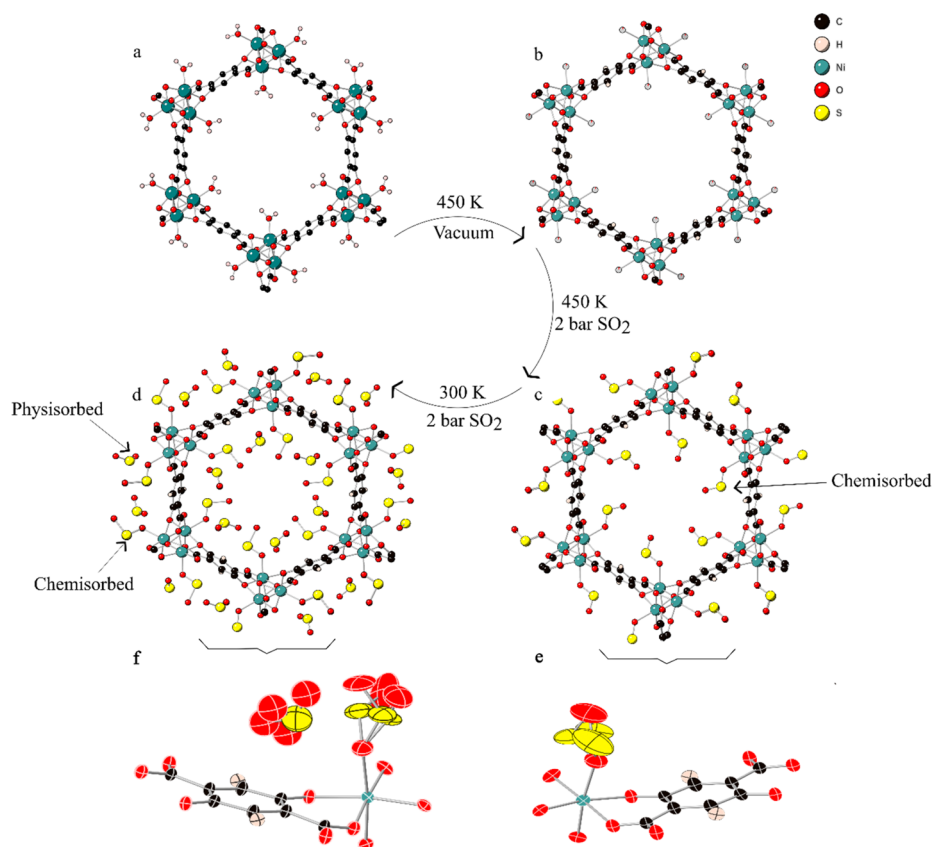 a
b
C
H
Ni
O
S
450 K
Vacuum
450 K
2 bar SO2
d
300 K
2 bar SO2
c
Physisorbed
Chemisorbed
Chemisorbed
f
e